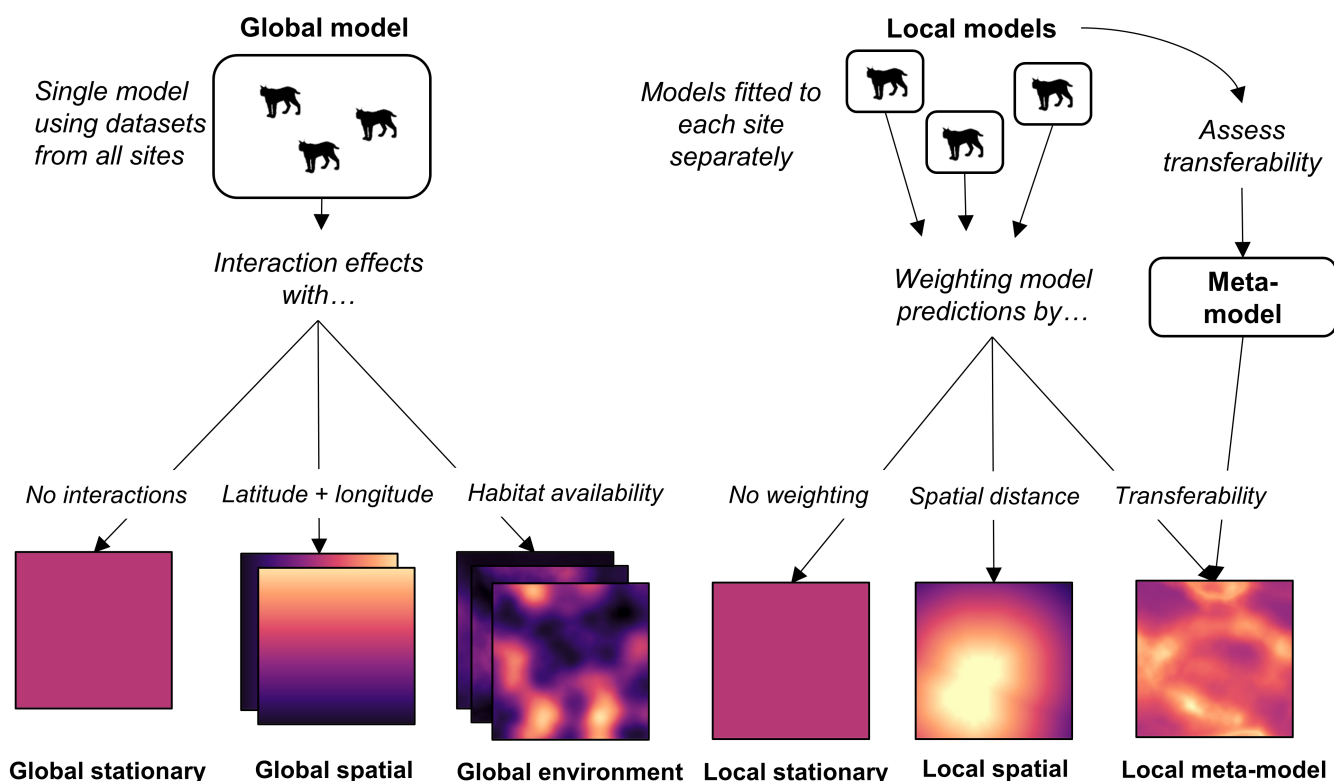 Global model
Single model
using datasets
from all sites
Interaction effects
with…
No interactions
Latitude + longitude
Habitat availability
Global stationary
Global spatial
Global environment
Local models
Models fitted to
each site
separately
Assess
transferability
Weighting model
predictions by…
Meta-
model
No weighting
Spatial distance
Transferability
Local stationary
Local spatial
Local meta-model